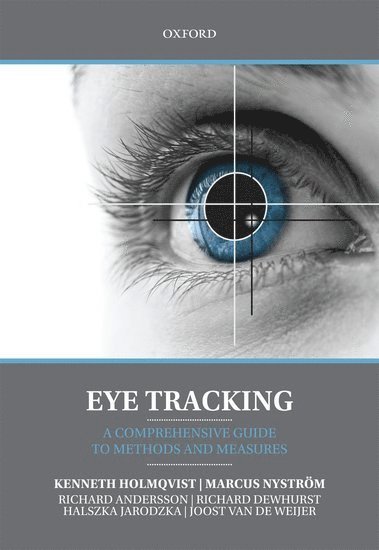 OXFORD
EYE TRACKING
A COMPREHENSIVE GUIDE
TO METHODS AND MEASURES
KENNETH HOLMQVIST | MARCUS NYSTRÖM
RICHARD ANDERSSON | RICHARD DEWHURST
HALSZKA JARODZKA | JOOST VAN DE WEIJER